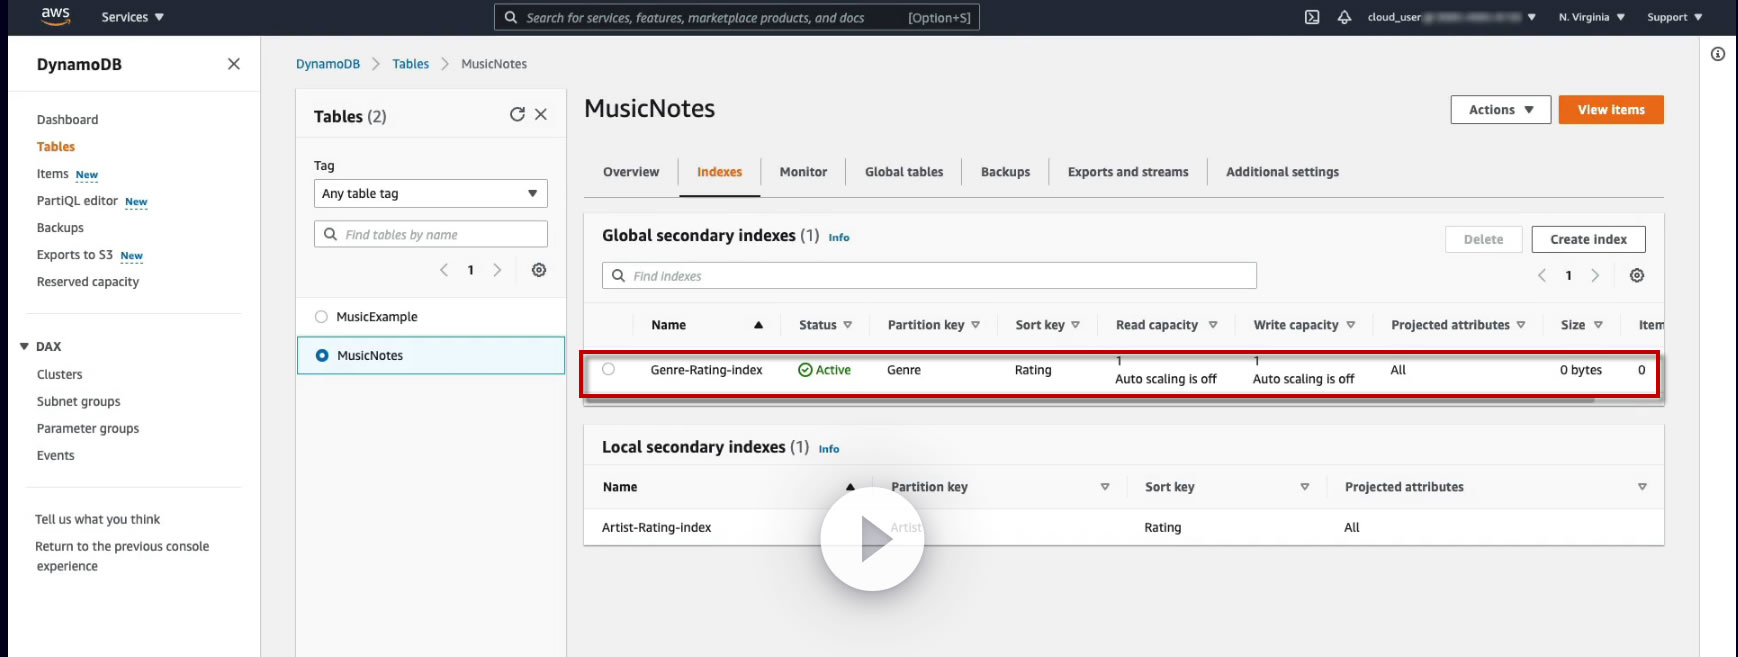 aws
Services
Search for services, features, marketplace products, and docs [Option+S]
cloud_user
N. Virginia
Support
DynamoDB
Dashboard
Tables
Items New
PartiQL editor New
Backups
Exports to S3 New
Reserved capacity
DAX
Clusters
Subnet groups
Parameter groups
Events
Tell us what you think
Return to the previous console
experience
DynamoDB > Tables > MusicNotes
Tables (2)
Tag
Any table tag
Find tables by name
1
MusicExample
MusicNotes
MusicNotes
Actions
View items
Overview
Indexes
Monitor
Global tables
Backups
Exports and streams
Additional settings
Global secondary indexes (1) Info
Delete
Create index
Find indexes
1
Name Status Partition key Sort key Read capacity Write capacity Projected attributes Size Item
Genre-Rating-index Active Genre Rating 1 1 All 0 bytes 0
Auto scaling is off Auto scaling is off
Local secondary indexes (1) Info
Name Partition key Sort key Projected attributes
Artist-Rating-index Artist Rating All